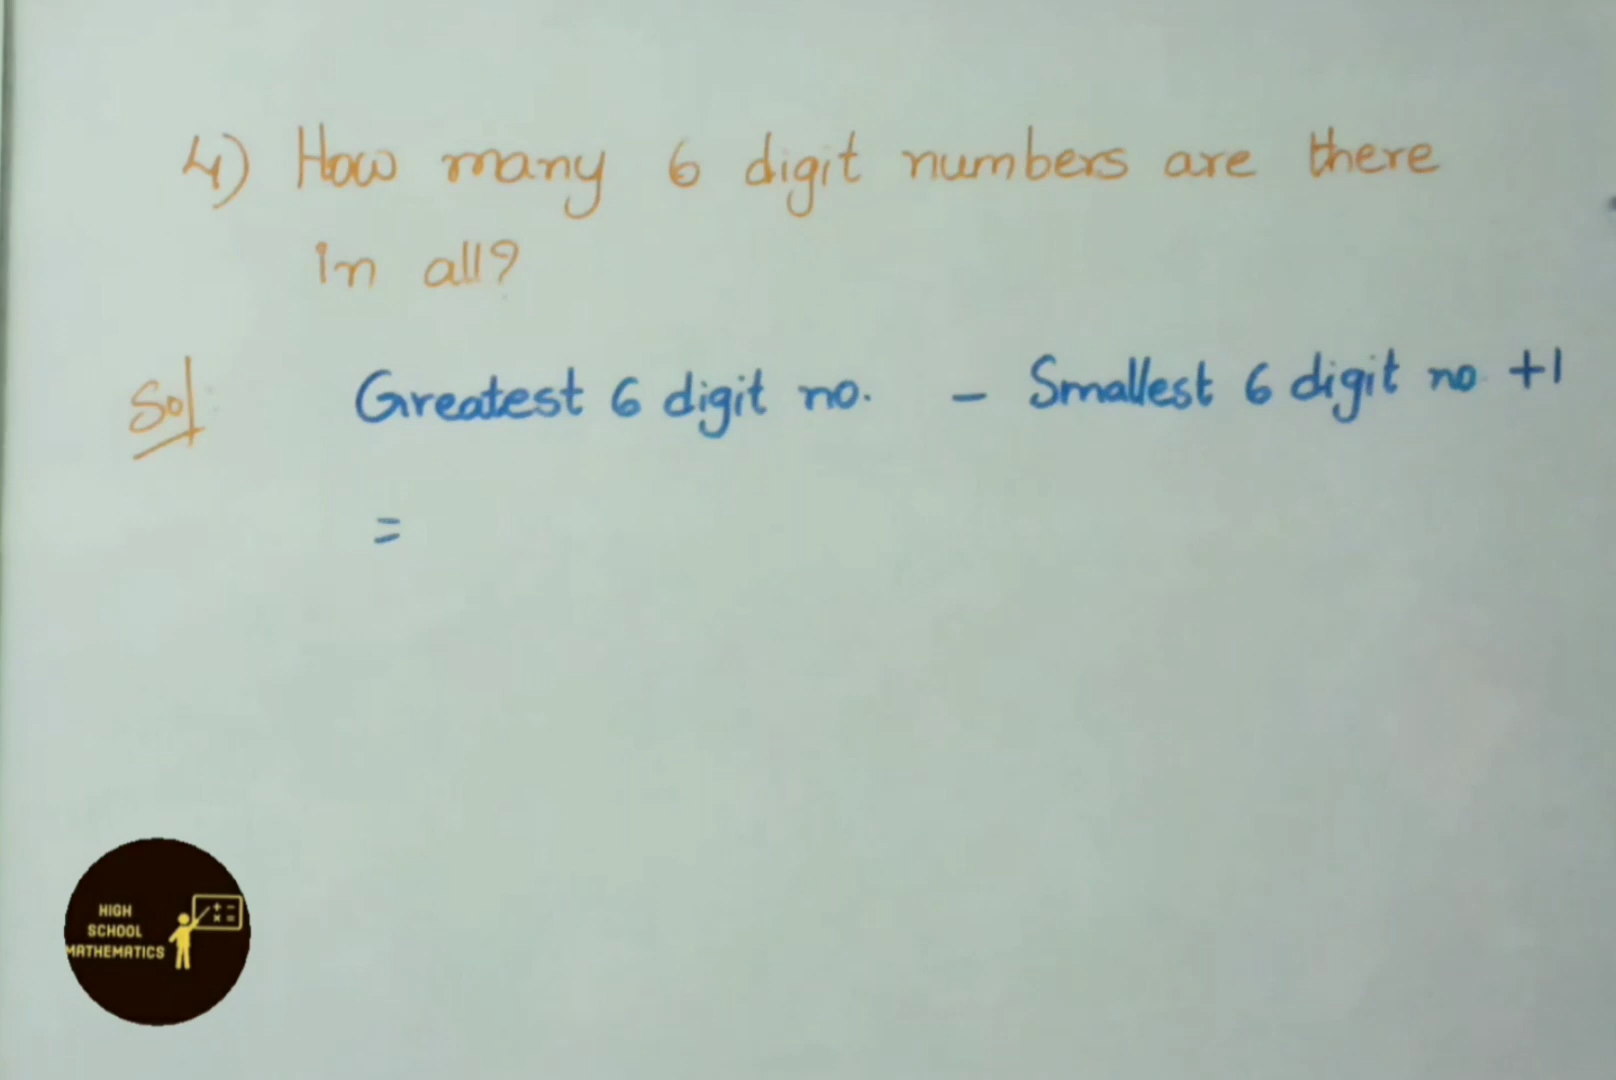 4) How many 6 digit numbers are there
in all?
Sol: Greatest 6 digit no. - Smallest 6 digit no +1
=
HIGH
SCHOOL
MATHEMATICS